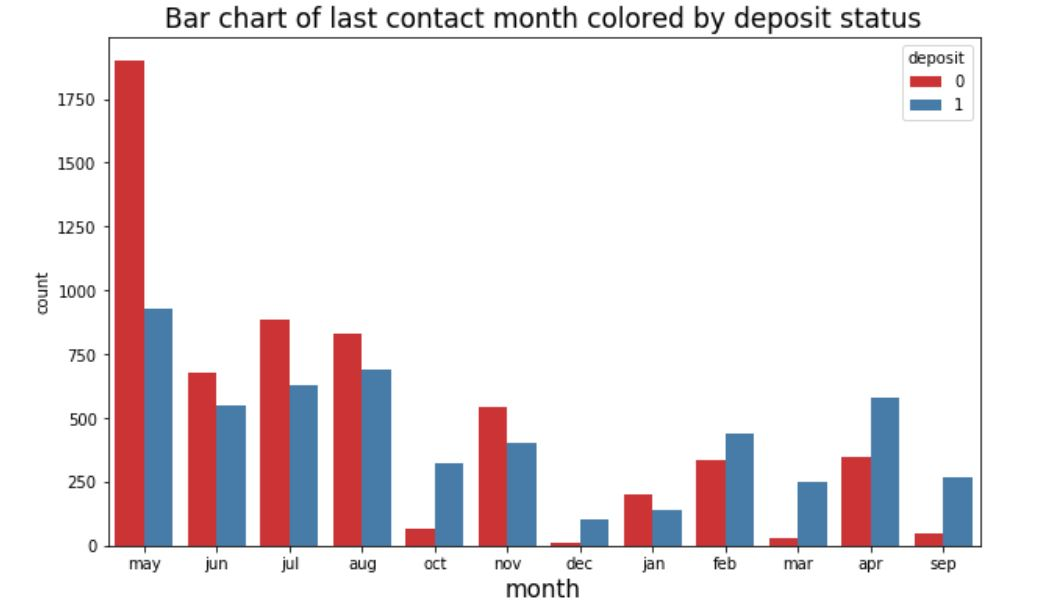 Bar chart of last contact month colored by deposit status
deposit
0
1
count
1750
1500
1250
1000
750
500
250
0
may jun jul aug oct nov dec jan feb mar apr sep
month